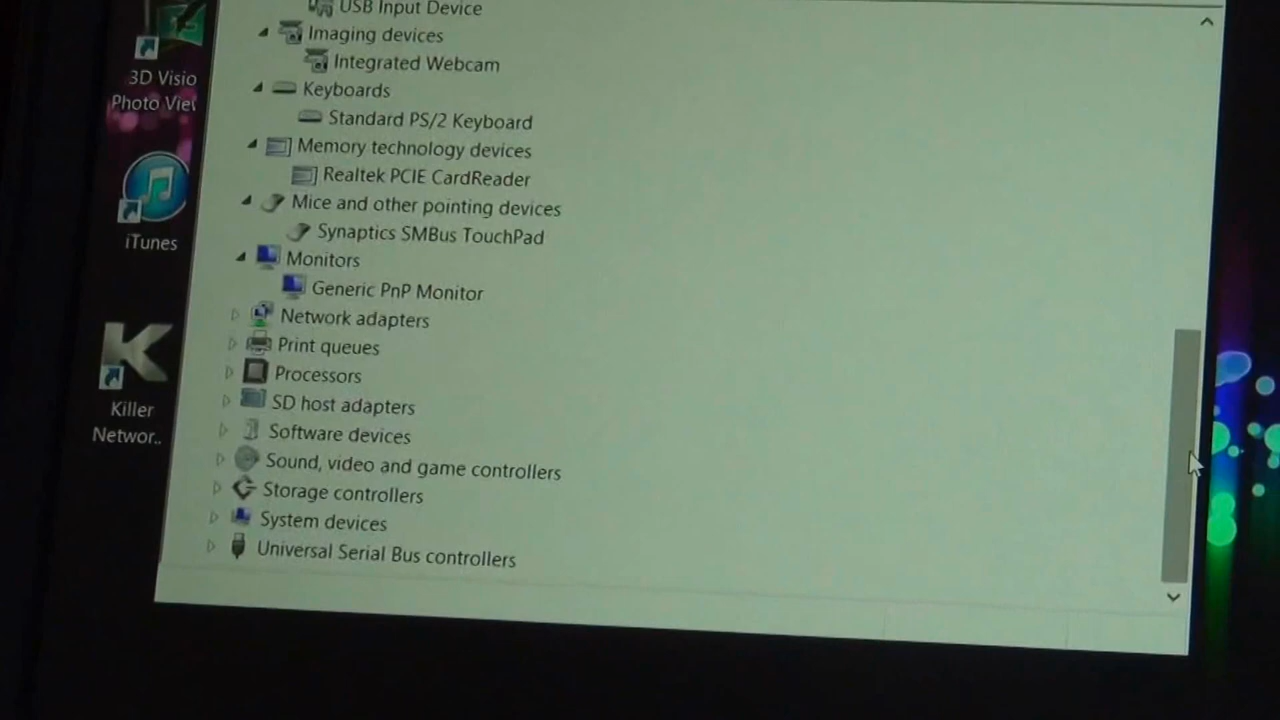 3D Visio
Photo Vie
iTunes
Killer
Networ..
USB Input Device
Imaging devices
Integrated Webcam
Keyboards
Standard PS/2 Keyboard
Memory technology devices
Realtek PCIE CardReader
Mice and other pointing devices
Synaptics SMBus TouchPad
Monitors
Generic PnP Monitor
Network adapters
Print queues
Processors
SD host adapters
Software devices
Sound, video and game controllers
Storage controllers
System devices
Universal Serial Bus controllers